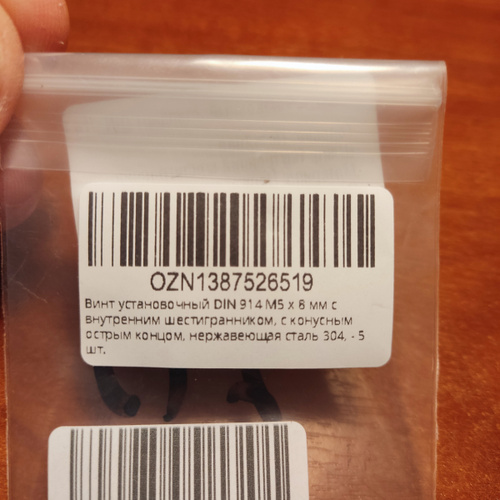 OZN1387526519
Винт установочный DIN 914 M5 x 6 мм с
внутренним шестигранником, с конусным
острым концом, нержавеющая сталь 304, - 5
шт.